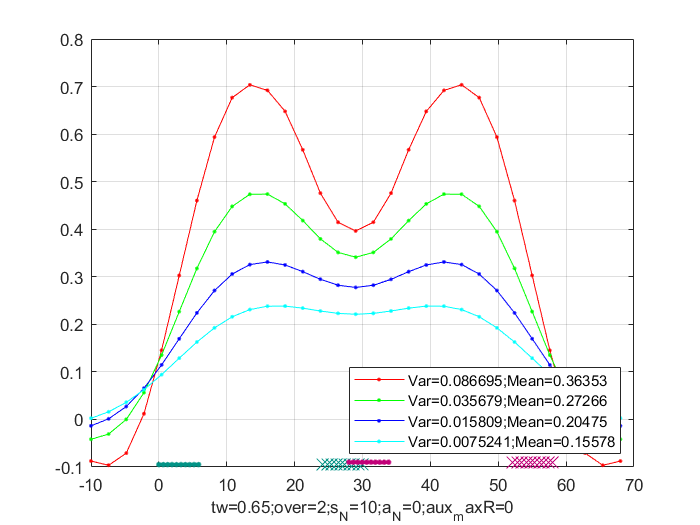 0.8
0.7
0.6
0.5
0.4
0.3
0.2
0.1
0
-0.1
Var=0.086695;Mean=0.36353
Var=0.035679;Mean=0.27266
Var=0.015809;Mean=0.20475
Var=0.0075241;Mean=0.15578
-10 0 10 20 30 40 50 60 70
tw=0.65;over=2;s_N=10;a_N=0;aux_maxR=0